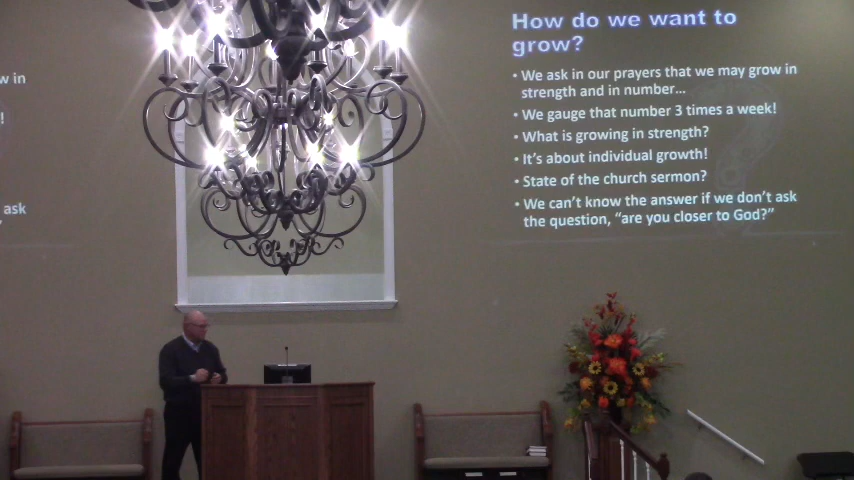 How do we want to
grow?
• We ask in our prayers that we may grow in
strength and in number...
• We gauge that number 3 times a week!
• What is growing in strength?
• It's about individual growth!
• State of the church sermon?
• We can't know the answer if we don't ask
the question, "are you closer to God?"
w in
!
ask